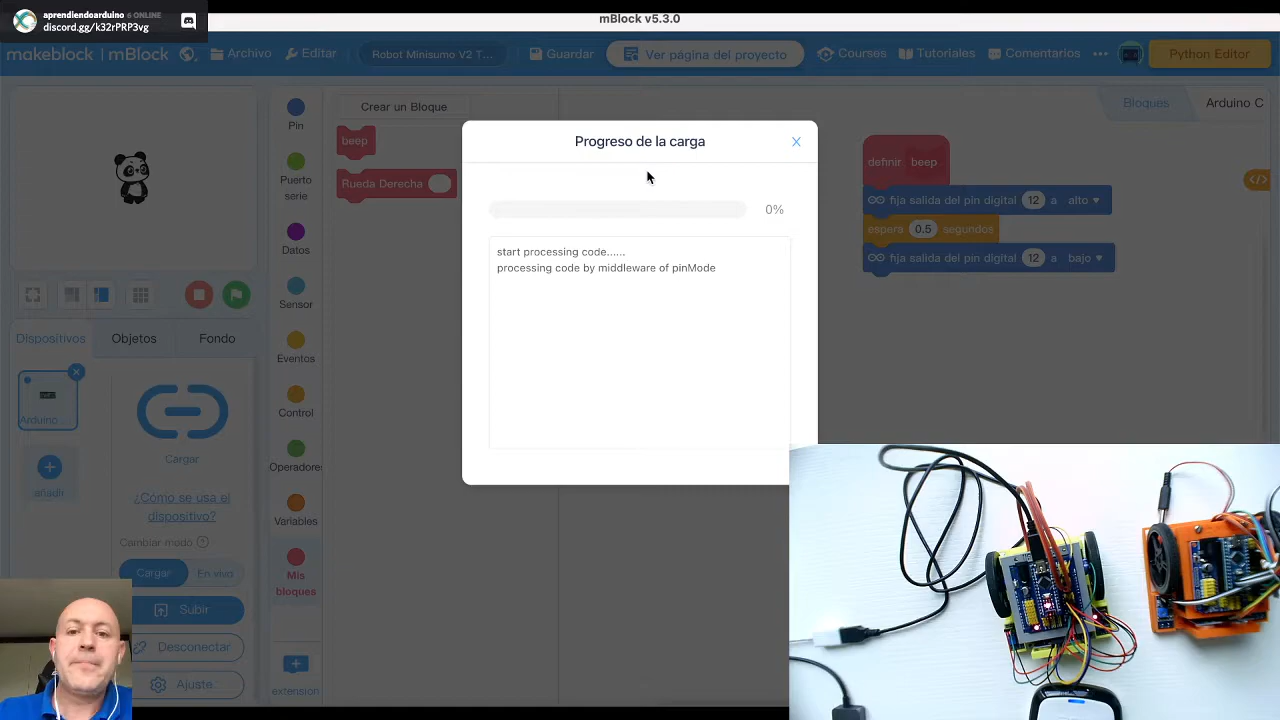 aprendiendoarduino 6 ONLINE
discord.gg/k32rPRP3vg
mBlock v5.3.0
makeblock | mBlock
Archivo
Editar
Robot Minisumo V2 T...
Guardar
Ver página del proyecto
Courses
Tutoriales
Comentarios
Python Editor
Bloques
Arduino C
Pin
Puerto
serie
Datos
Sensor
Eventos
Control
Operadore
Variables
Mis
bloques
extension
Crear un Bloque
beep
Rueda Derecha
Progreso de la carga
X
0%
start processing code......
processing code by middleware of pinMode
definir beep
fija salida del pin digital 12 a alto
espera 0.5 segundos
fija salida del pin digital 12 a bajo
</>
Dispositivos
Objetos
Fondo
Arduino
añadir
Cargar
¿Cómo se usa el
dispositivo?
Cambiar modo ?
Cargar
En vivo
Subir
Desconectar
Ajuste